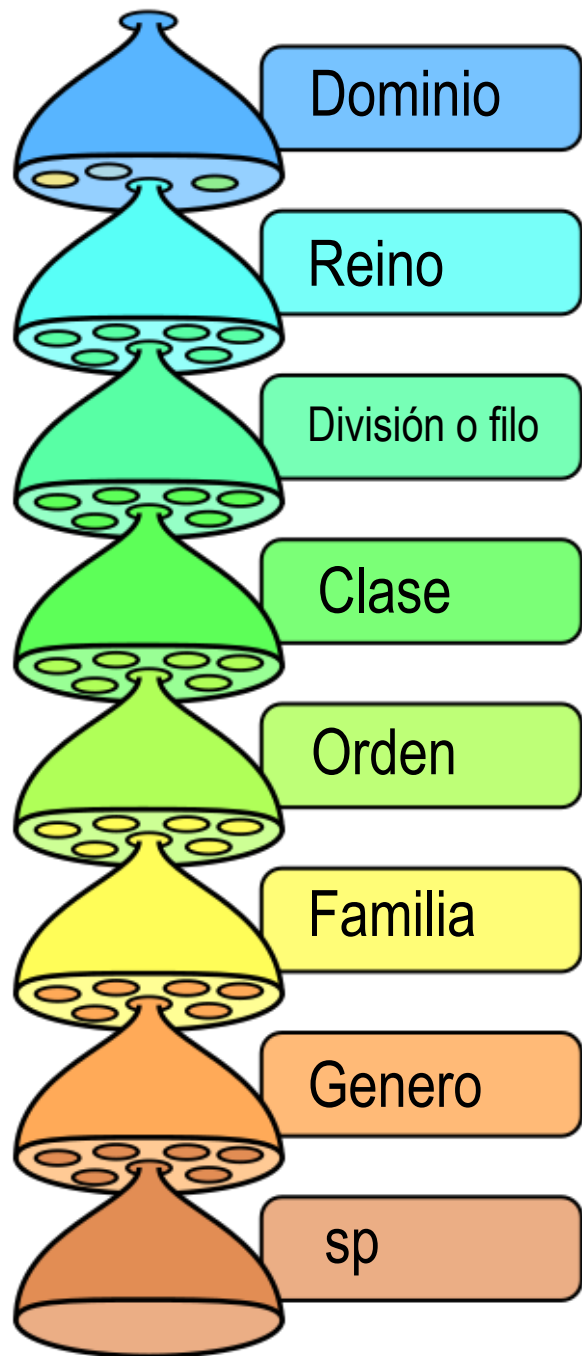 Dominio
Reino
División o filo
Clase
Orden
Familia
Genero
sp